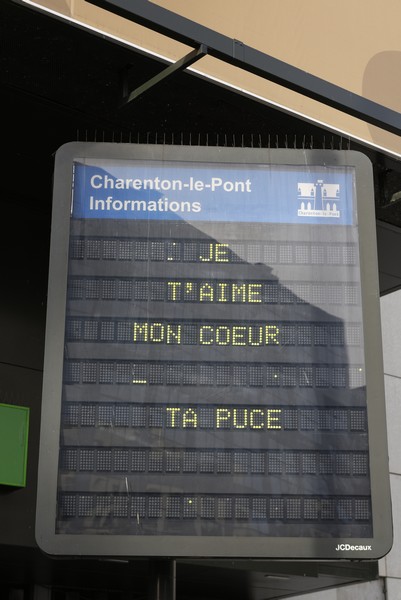 Charenton-le-Pont
Informations
JE
T'AIME
MON COEUR
TA PUCE
JCDecaux